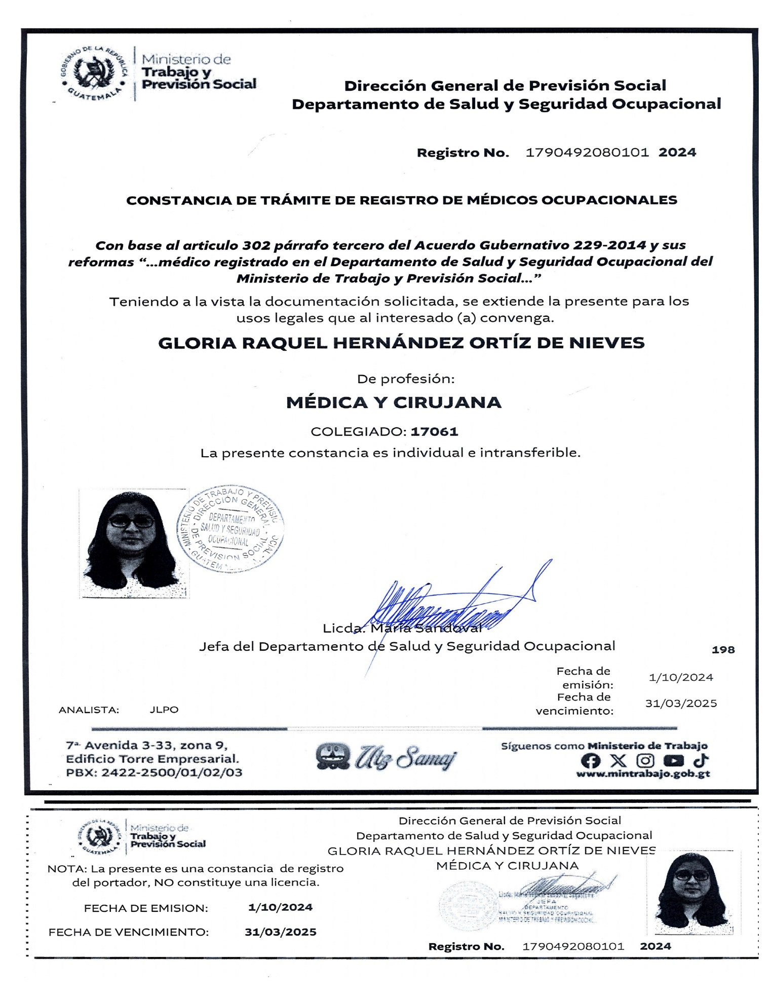 GOBIERNO DE LA REPÚBLICA
GUATEMALA
Ministerio de
Trabajo y
Previsión Social
Dirección General de Previsión Social
Departamento de Salud y Seguridad Ocupacional
Registro No. 1790492080101 2024
CONSTANCIA DE TRÁMITE DE REGISTRO DE MÉDICOS OCUPACIONALES
Con base al articulo 302 párrafo tercero del Acuerdo Gubernativo 229-2014 y sus
reformas “...médico registrado en el Departamento de Salud y Seguridad Ocupacional del
Ministerio de Trabajo y Previsión Social...”
Teniendo a la vista la documentación solicitada, se extiende la presente para los
usos legales que al interesado (a) convenga.
GLORIA RAQUEL HERNÁNDEZ ORTÍZ DE NIEVES
De profesión:
MÉDICA Y CIRUJANA
COLEGIADO: 17061
La presente constancia es individual e intransferible.
MINISTERIO DE TRABAJO Y
DIRECCIÓN GENERAL
DE PREVISION SOCIAL
DEPARTAMENTO
SALUD Y SEGURIDAD
OCUPACIONAL
Licda. María Sandoval
Jefa del Departamento de Salud y Seguridad Ocupacional
198
Fecha de
emisión: 1/10/2024
Fecha de
vencimiento: 31/03/2025
ANALISTA: JLPO
7ª Avenida 3-33, zona 9,
Edificio Torre Empresarial.
PBX: 2422-2500/01/02/03
Utz Samaj
Síguenos como Ministerio de Trabajo
www.mintrabajo.gob.gt
GUATEMALA
Ministerio de
Trabajo y
Previsión Social
Dirección General de Previsión Social
Departamento de Salud y Seguridad Ocupacional
GLORIA RAQUEL HERNÁNDEZ ORTÍZ DE NIEVES
MÉDICA Y CIRUJANA
NOTA: La presente es una constancia de registro
del portador, NO constituye una licencia.
FECHA DE EMISION: 1/10/2024
FECHA DE VENCIMIENTO: 31/03/2025
JEFA
DEPARTAMENTO
Registro No. 1790492080101 2024